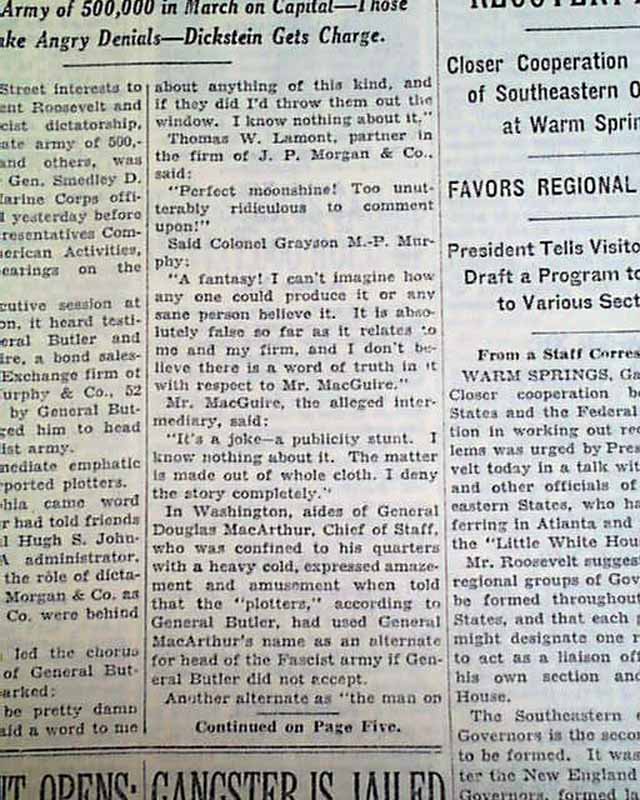 Army of 500,000 in March on Capital—Those
ake Angry Denials—Dickstein Gets Charge.
Street interests to
ent Roosevelt and
cist dictatorship,
ate army of 500,-
and others, was
Gen. Smedley D.
Marine Corps offi-
d yesterday before
resentatives Com-
merican Activities,
earings on the
cutive session at
on, it heard testi-
eral Butler and
ire, a bond sales-
Exchange firm of
urphy & Co., 52
by General But-
ged him to head
ist army.
mediate emphatic
ported plotters.
phia came word
r had told friends
l Hugh S. John-
A administrator,
the rôle of dicta-
Morgan & Co. as
Co. were behind
led the chorus
of General But-
arked:
be pretty damn
aid a word to me
about anything of this kind, and
if they did I'd throw them out the
window. I know nothing about it."
Thomas W. Lamont, partner in
the firm of J. P. Morgan & Co.,
said:
"Perfect moonshine! Too unut-
terably ridiculous to comment
upon!"
Said Colonel Grayson M.-P. Mur-
phy:
"A fantasy! I can't imagine how
any one could produce it or any
sane person believe it. It is abso-
lutely false so far as it relates to
me and my firm, and I don't be-
lieve there is a word of truth in it
with respect to Mr. MacGuire."
Mr. MacGuire, the alleged inter-
mediary, said:
"It's a joke—a publicity stunt. I
know nothing about it. The matter
is made out of whole cloth. I deny
the story completely."
In Washington, aides of General
Douglas MacArthur, Chief of Staff,
who was confined to his quarters
with a heavy cold, expressed amaze-
ment and amusement when told
that the "plotters," according to
General Butler, had used General
MacArthur's name as an alternate
for head of the Fascist army if Gen-
eral Butler did not accept.
Another alternate as "the man on
Continued on Page Five.
Closer Cooperation
of Southeastern
at Warm Sprin
FAVORS REGIONAL
President Tells Visito
Draft a Program to
to Various Sect
From a Staff Corres
WARM SPRINGS, Ga
Closer cooperation be
States and the Federal
tion in working out rec
lems was urged by Pres
velt today in a talk wit
and other officials of
eastern States, who ha
ferring in Atlanta and
the "Little White Hou
Mr. Roosevelt suggest
regional groups of Gov
be formed throughout
States, and that each
might designate one r
to act as a liaison off
his own section and
House.
The Southeastern
Governors is the secon
to be formed. It was
ter the New England
Governors, formed la
NT OPENS;
GANGSTER IS JAILED